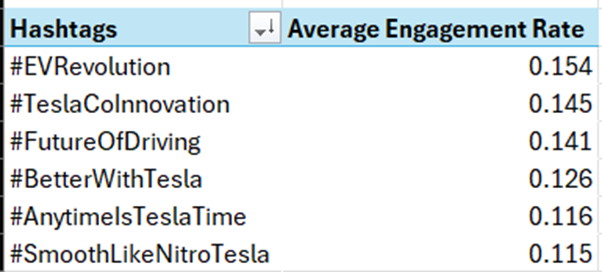 Hashtags Average Engagement Rate
#EVRevolution 0.154
#TeslaCoInnovation 0.145
#FutureOfDriving 0.141
#BetterWithTesla 0.126
#AnytimeIsTeslaTime 0.116
#SmoothLikeNitroTesla 0.115